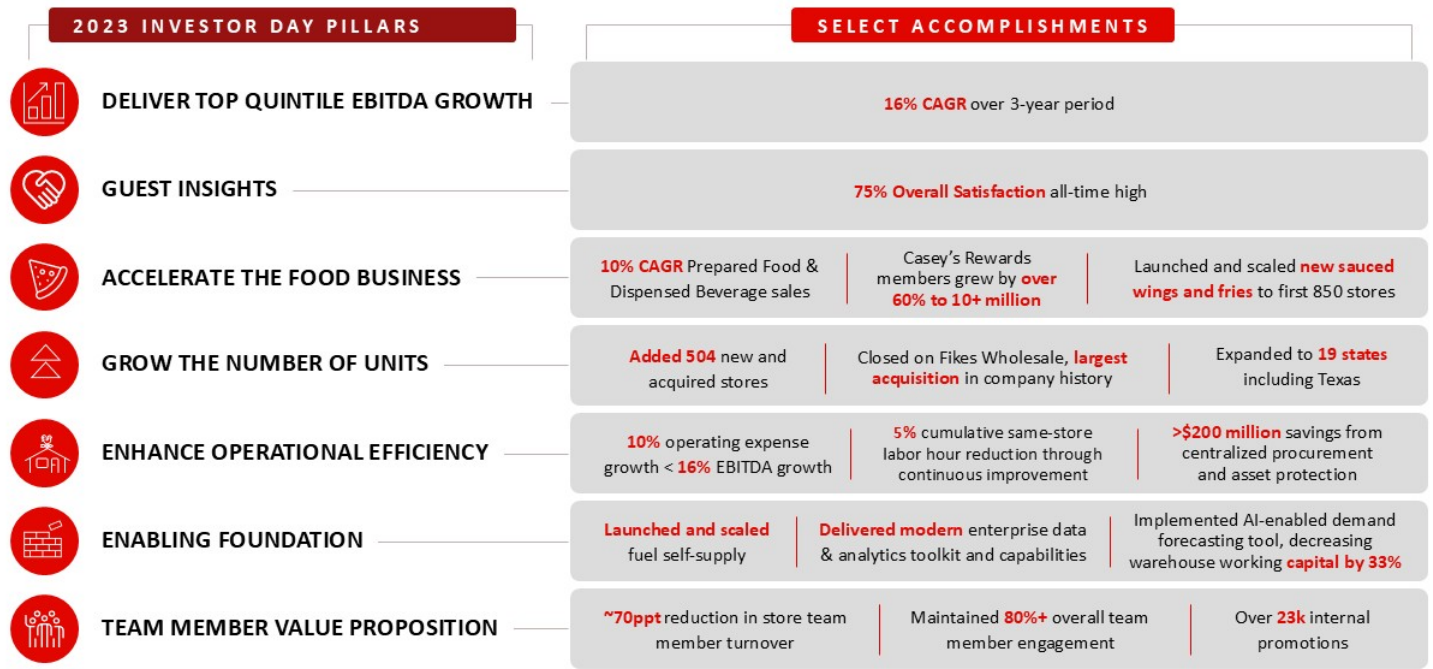 2023 INVESTOR DAY PILLARS
SELECT ACCOMPLISHMENTS
DELIVER TOP QUINTILE EBITDA GROWTH
16% CAGR over 3-year period
GUEST INSIGHTS
75% Overall Satisfaction all-time high
ACCELERATE THE FOOD BUSINESS
10% CAGR Prepared Food &
Dispensed Beverage sales
Casey's Rewards
members grew by over
60% to 10+ million
Launched and scaled new sauced
wings and fries to first 850 stores
GROW THE NUMBER OF UNITS
Added 504 new and
acquired stores
Closed on Fikes Wholesale, largest
acquisition in company history
Expanded to 19 states
including Texas
ENHANCE OPERATIONAL EFFICIENCY
10% operating expense
growth < 16% EBITDA growth
5% cumulative same-store
labor hour reduction through
continuous improvement
>$200 million savings from
centralized procurement
and asset protection
ENABLING FOUNDATION
Launched and scaled
fuel self-supply
Delivered modern enterprise data
& analytics toolkit and capabilities
Implemented AI-enabled demand
forecasting tool, decreasing
warehouse working capital by 33%
TEAM MEMBER VALUE PROPOSITION
~70ppt reduction in store team
member turnover
Maintained 80%+ overall team
member engagement
Over 23k internal
promotions